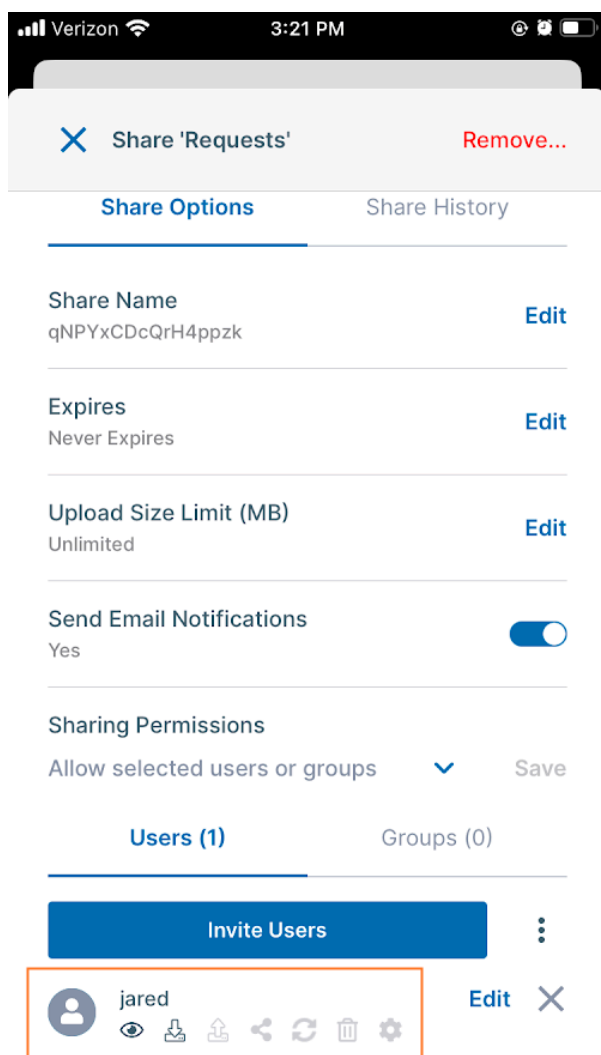 Verizon 3:21 PM
Share 'Requests' Remove...
Share Options Share History
Share Name
qNPYxCDcQrH4ppzk
Edit
Expires
Never Expires
Edit
Upload Size Limit (MB)
Unlimited
Edit
Send Email Notifications
Yes
Sharing Permissions
Allow selected users or groups Save
Users (1) Groups (0)
Invite Users
jared
Edit